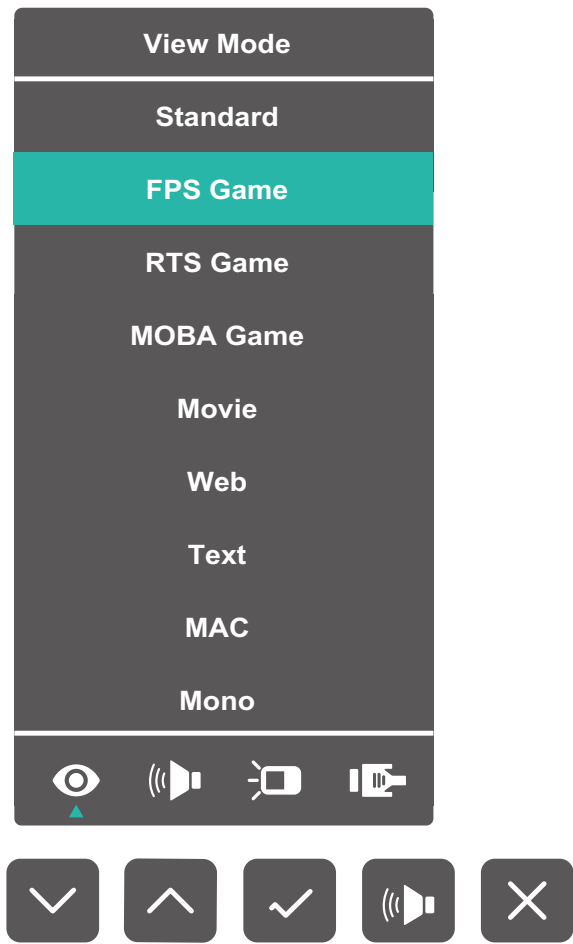 View Mode
Standard
FPS Game
RTS Game
MOBA Game
Movie
Web
Text
MAC
Mono